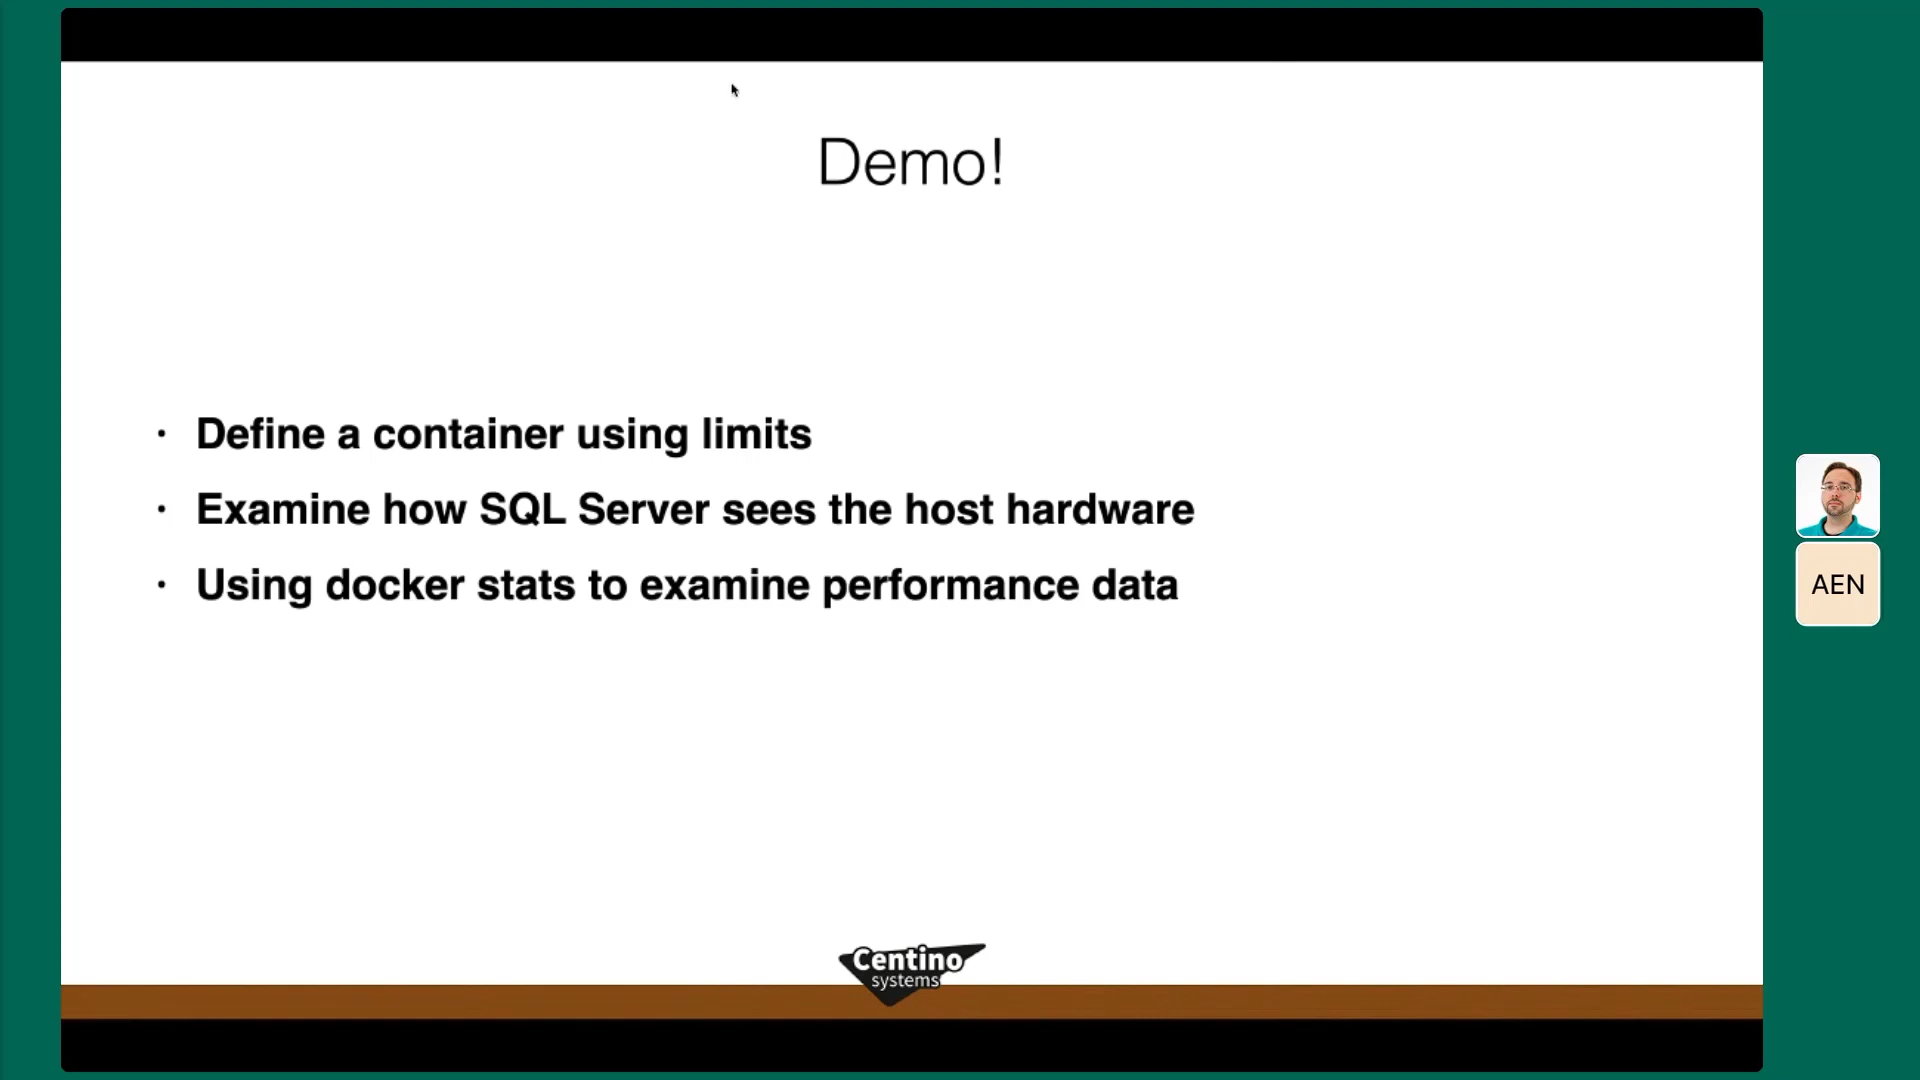 Demo!
· Define a container using limits
· Examine how SQL Server sees the host hardware
· Using docker stats to examine performance data
AEN
Centino
systems